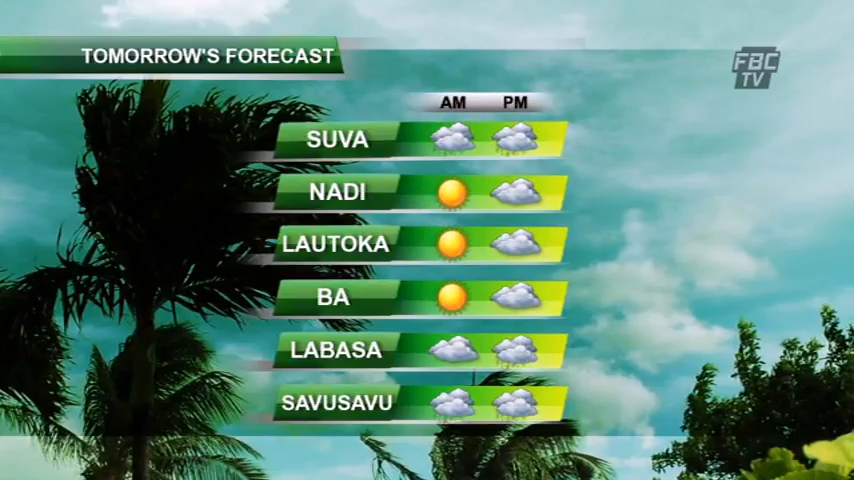 TOMORROW'S FORECAST
FBC
TV
AM PM
SUVA
NADI
LAUTOKA
BA
LABASA
SAVUSAVU